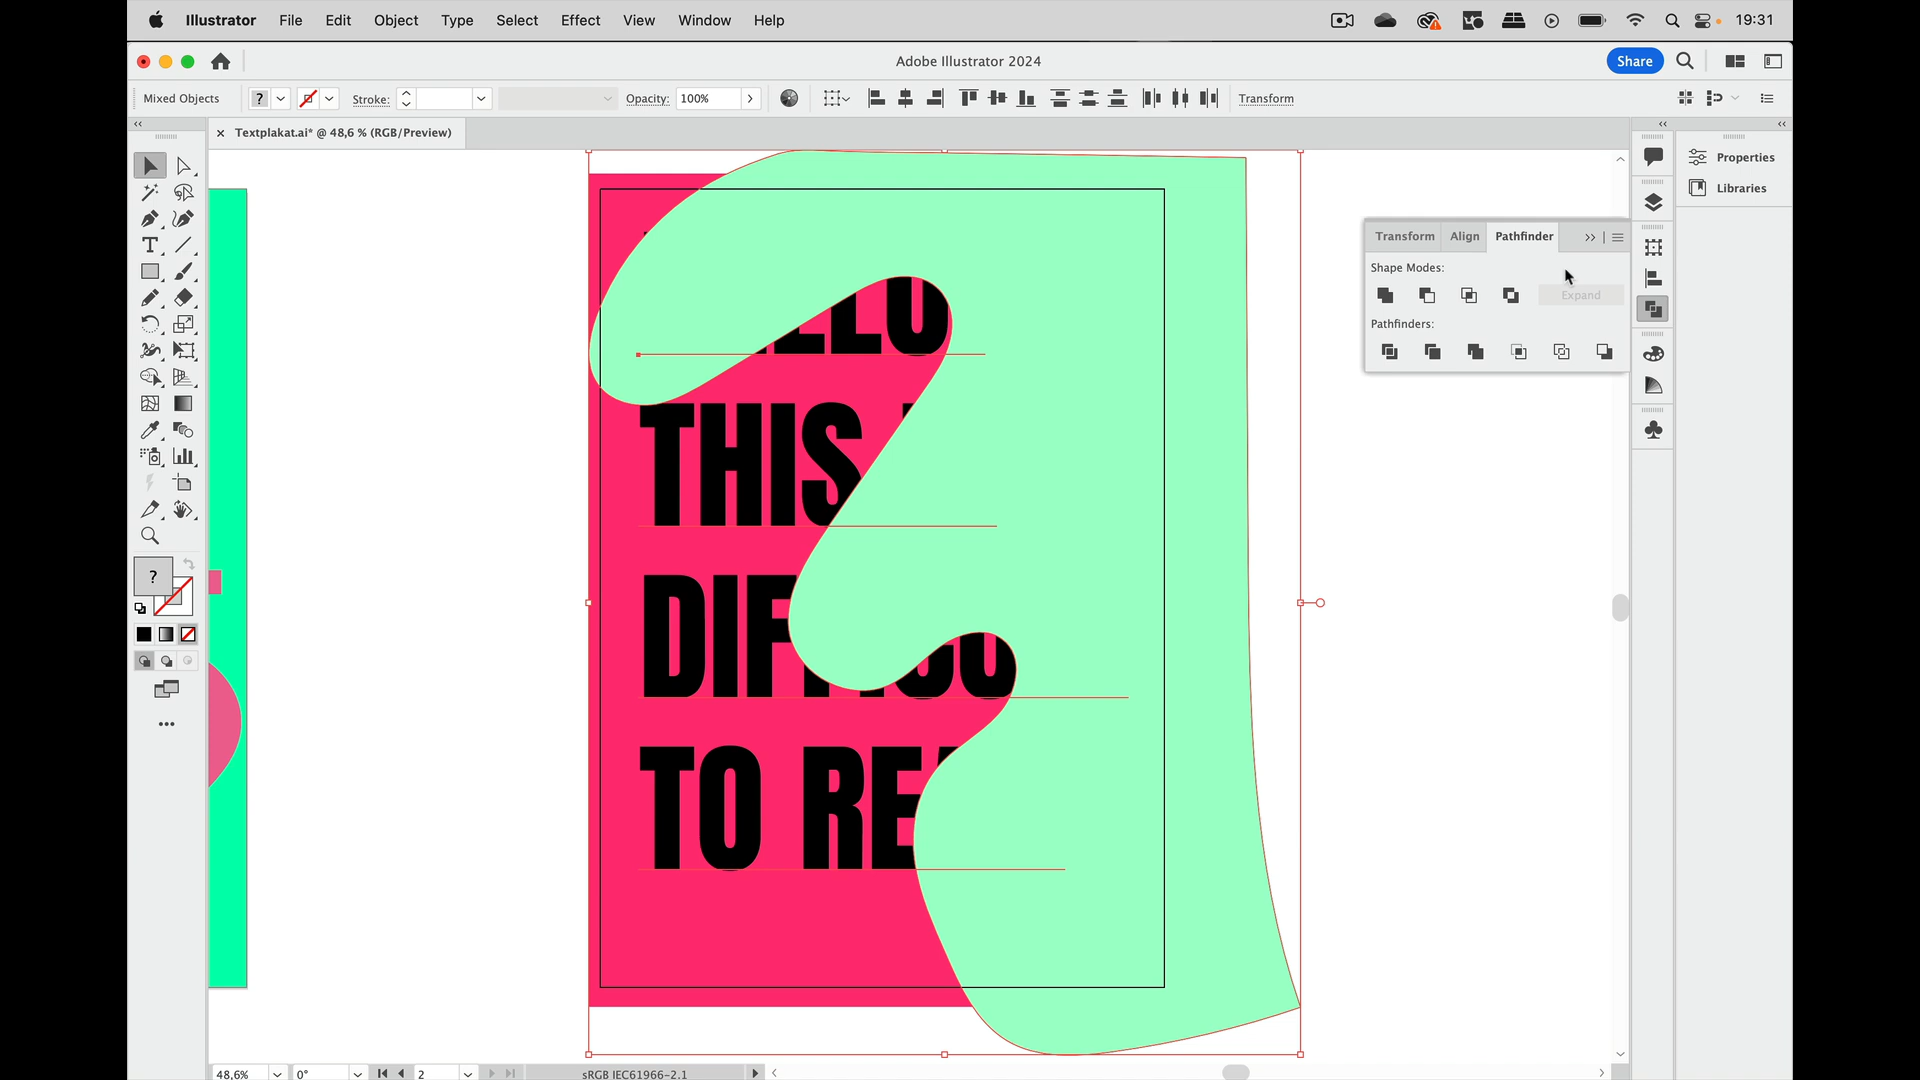 Illustrator File Edit Object Type Select Effect View Window Help 19:31
Adobe Illustrator 2024 Share
Mixed Objects ? Stroke: Opacity: 100% Transform
Textplakat.ai* @ 48,6 % (RGB/Preview)
Properties
Libraries
Transform Align Pathfinder
Shape Modes:
Expand
Pathfinders:
THIS
DIFFICU
TO REA
?
48,6% 0° 2 sRGB IEC61966-2.1